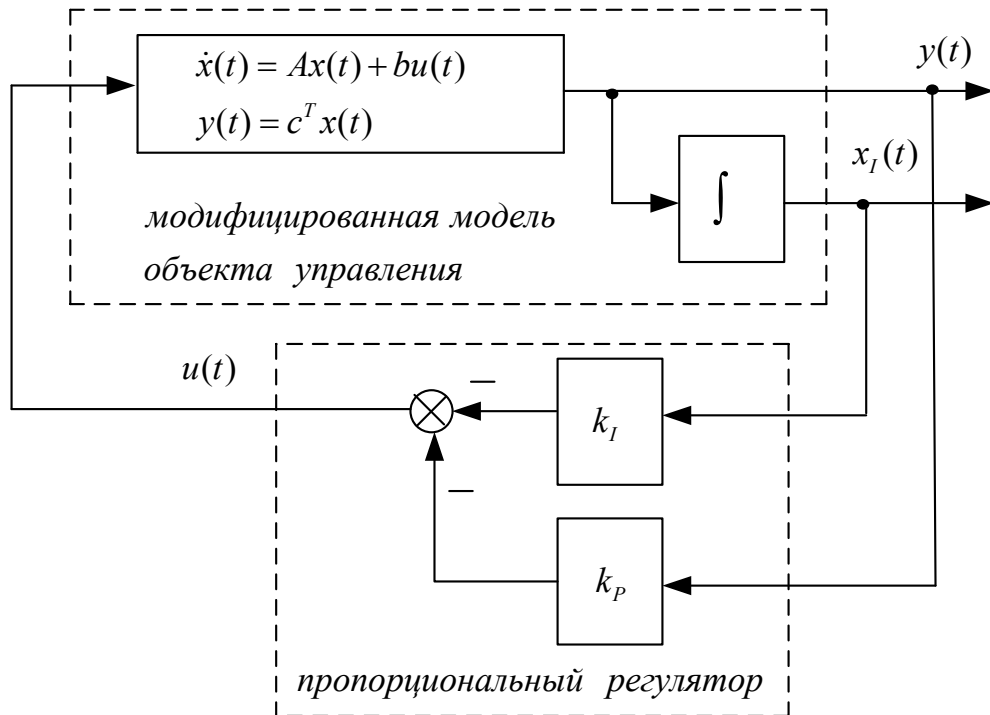 ẋ(t) = Ax(t) + bu(t)
y(t) = c^T x(t)
y(t)
x_I(t)
∫
модифицированная модель
объекта управления
u(t)
−
k_I
−
k_P
пропорциональный регулятор